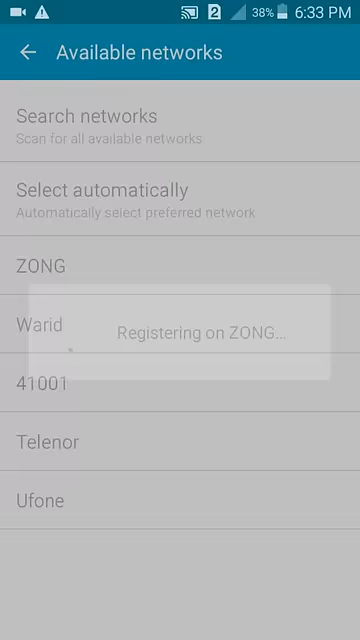 2 38% 6:33 PM
Available networks
Search networks
Scan for all available networks
Select automatically
Automatically select preferred network
ZONG
Warid
Registering on ZONG...
41001
Telenor
Ufone